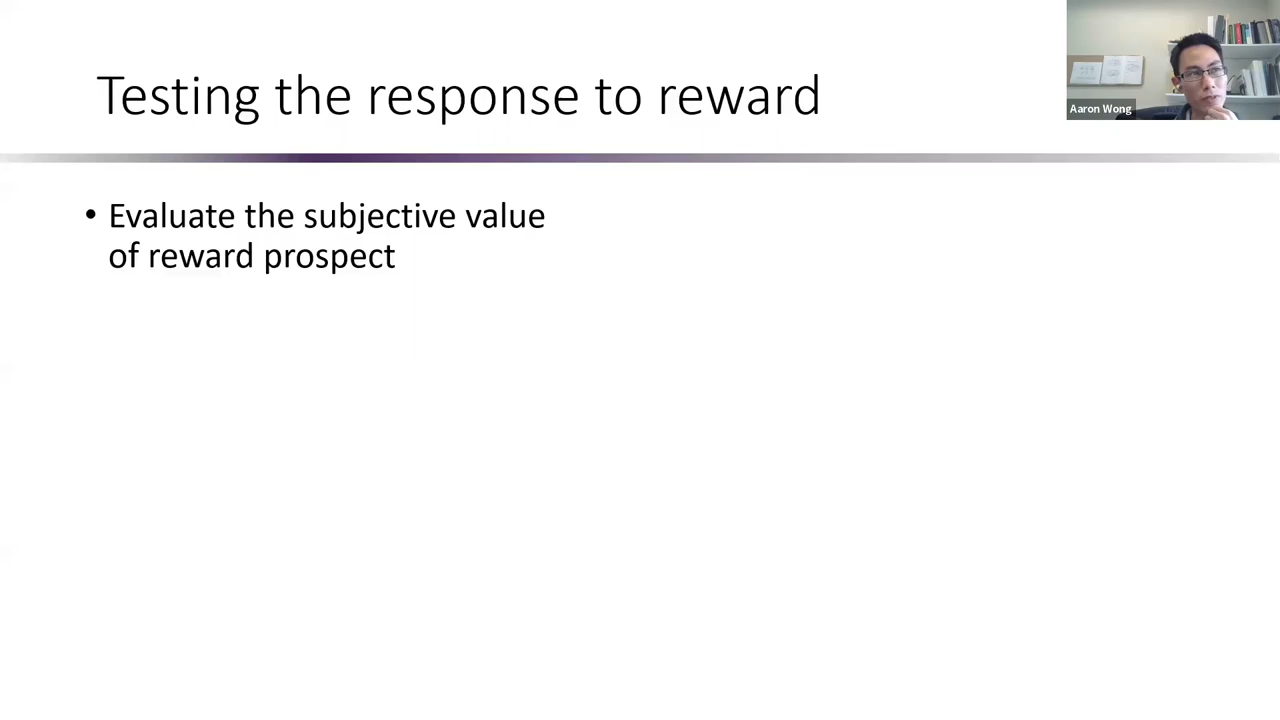 Testing the response to reward
Aaron Wong
• Evaluate the subjective value
of reward prospect